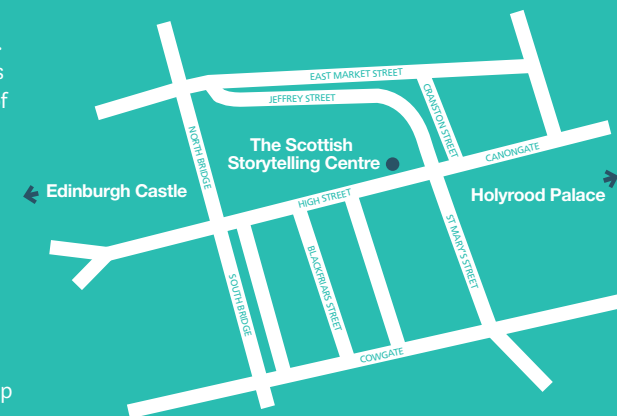 s
f
EAST MARKET STREET
JEFFREY STREET
CRANSTON STREET
NORTH BRIDGE
The Scottish
Storytelling Centre
CANONGATE
Edinburgh Castle
HIGH STREET
Holyrood Palace
ST MARY'S STREET
SOUTH BRIDGE
BLACKFRIARS STREET
COWGATE
p